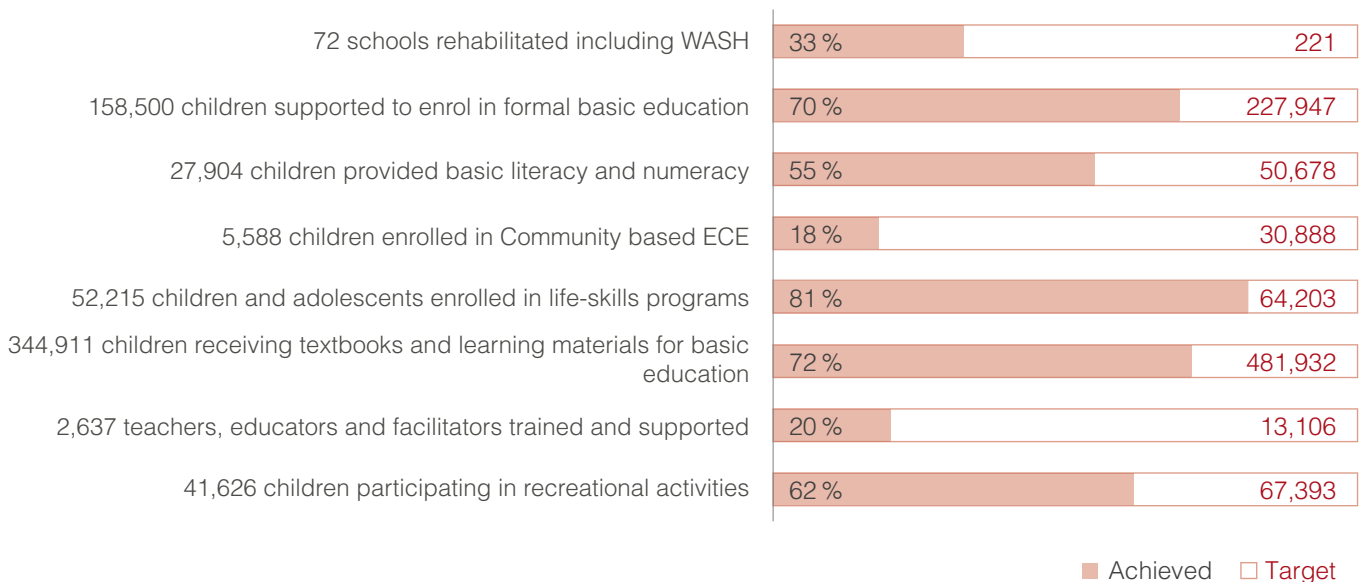 72 schools rehabilitated including WASH 33 % 221
158,500 children supported to enrol in formal basic education 70 % 227,947
27,904 children provided basic literacy and numeracy 55 % 50,678
5,588 children enrolled in Community based ECE 18 % 30,888
52,215 children and adolescents enrolled in life-skills programs 81 % 64,203
344,911 children receiving textbooks and learning materials for basic
education 72 % 481,932
2,637 teachers, educators and facilitators trained and supported 20 % 13,106
41,626 children participating in recreational activities 62 % 67,393
Achieved Target